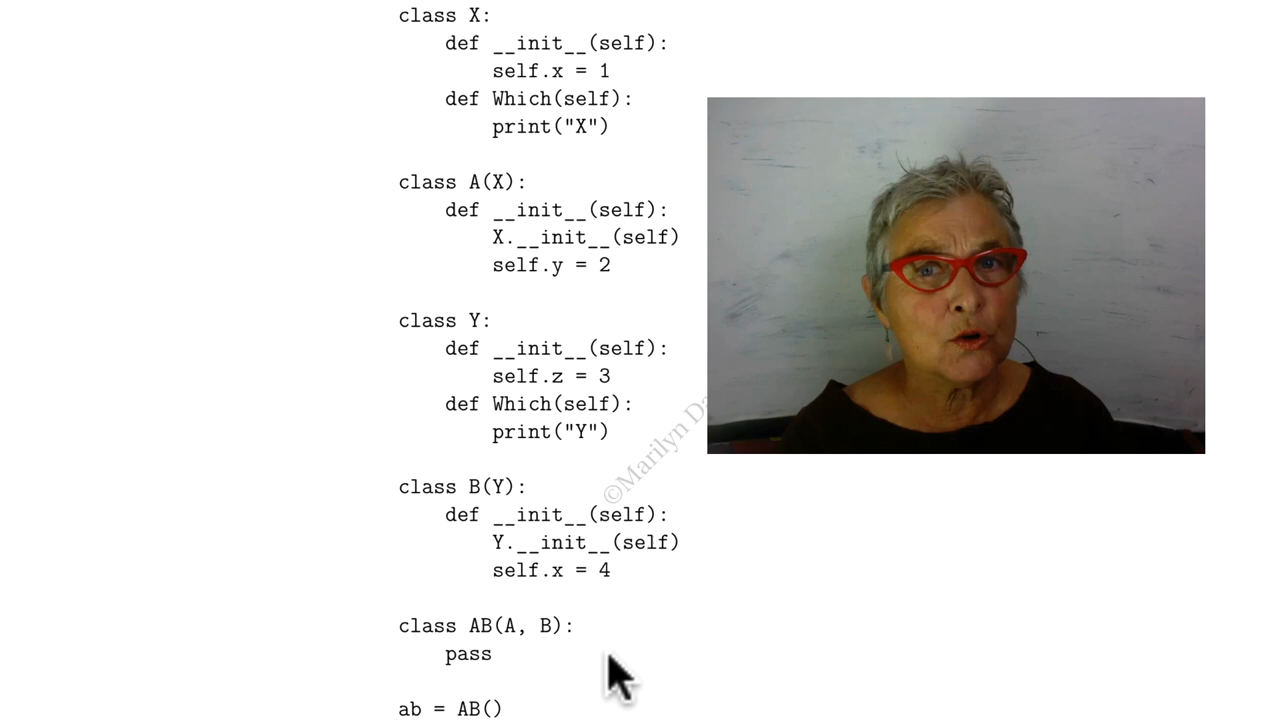 class X:
    def __init__(self):
        self.x = 1
    def Which(self):
        print("X")
class A(X):
    def __init__(self):
        X.__init__(self)
        self.y = 2
class Y:
    def __init__(self):
        self.z = 3
    def Which(self):
        print("Y")
class B(Y):
    def __init__(self):
        Y.__init__(self)
        self.x = 4
class AB(A, B):
    pass
ab = AB()
©Marilyn